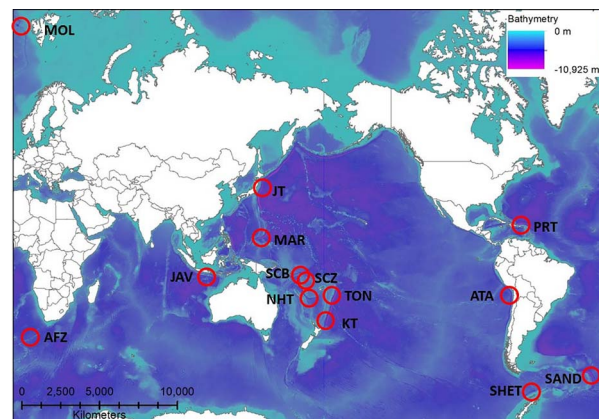 MOL
Bathymetry
0 m
-10,925 m
JT
PRT
MAR
SCB
SCZ
JAV
NHT
TON
ATA
KT
AFZ
SAND
SHET
0 2,500 5,000 10,000
Kilometers